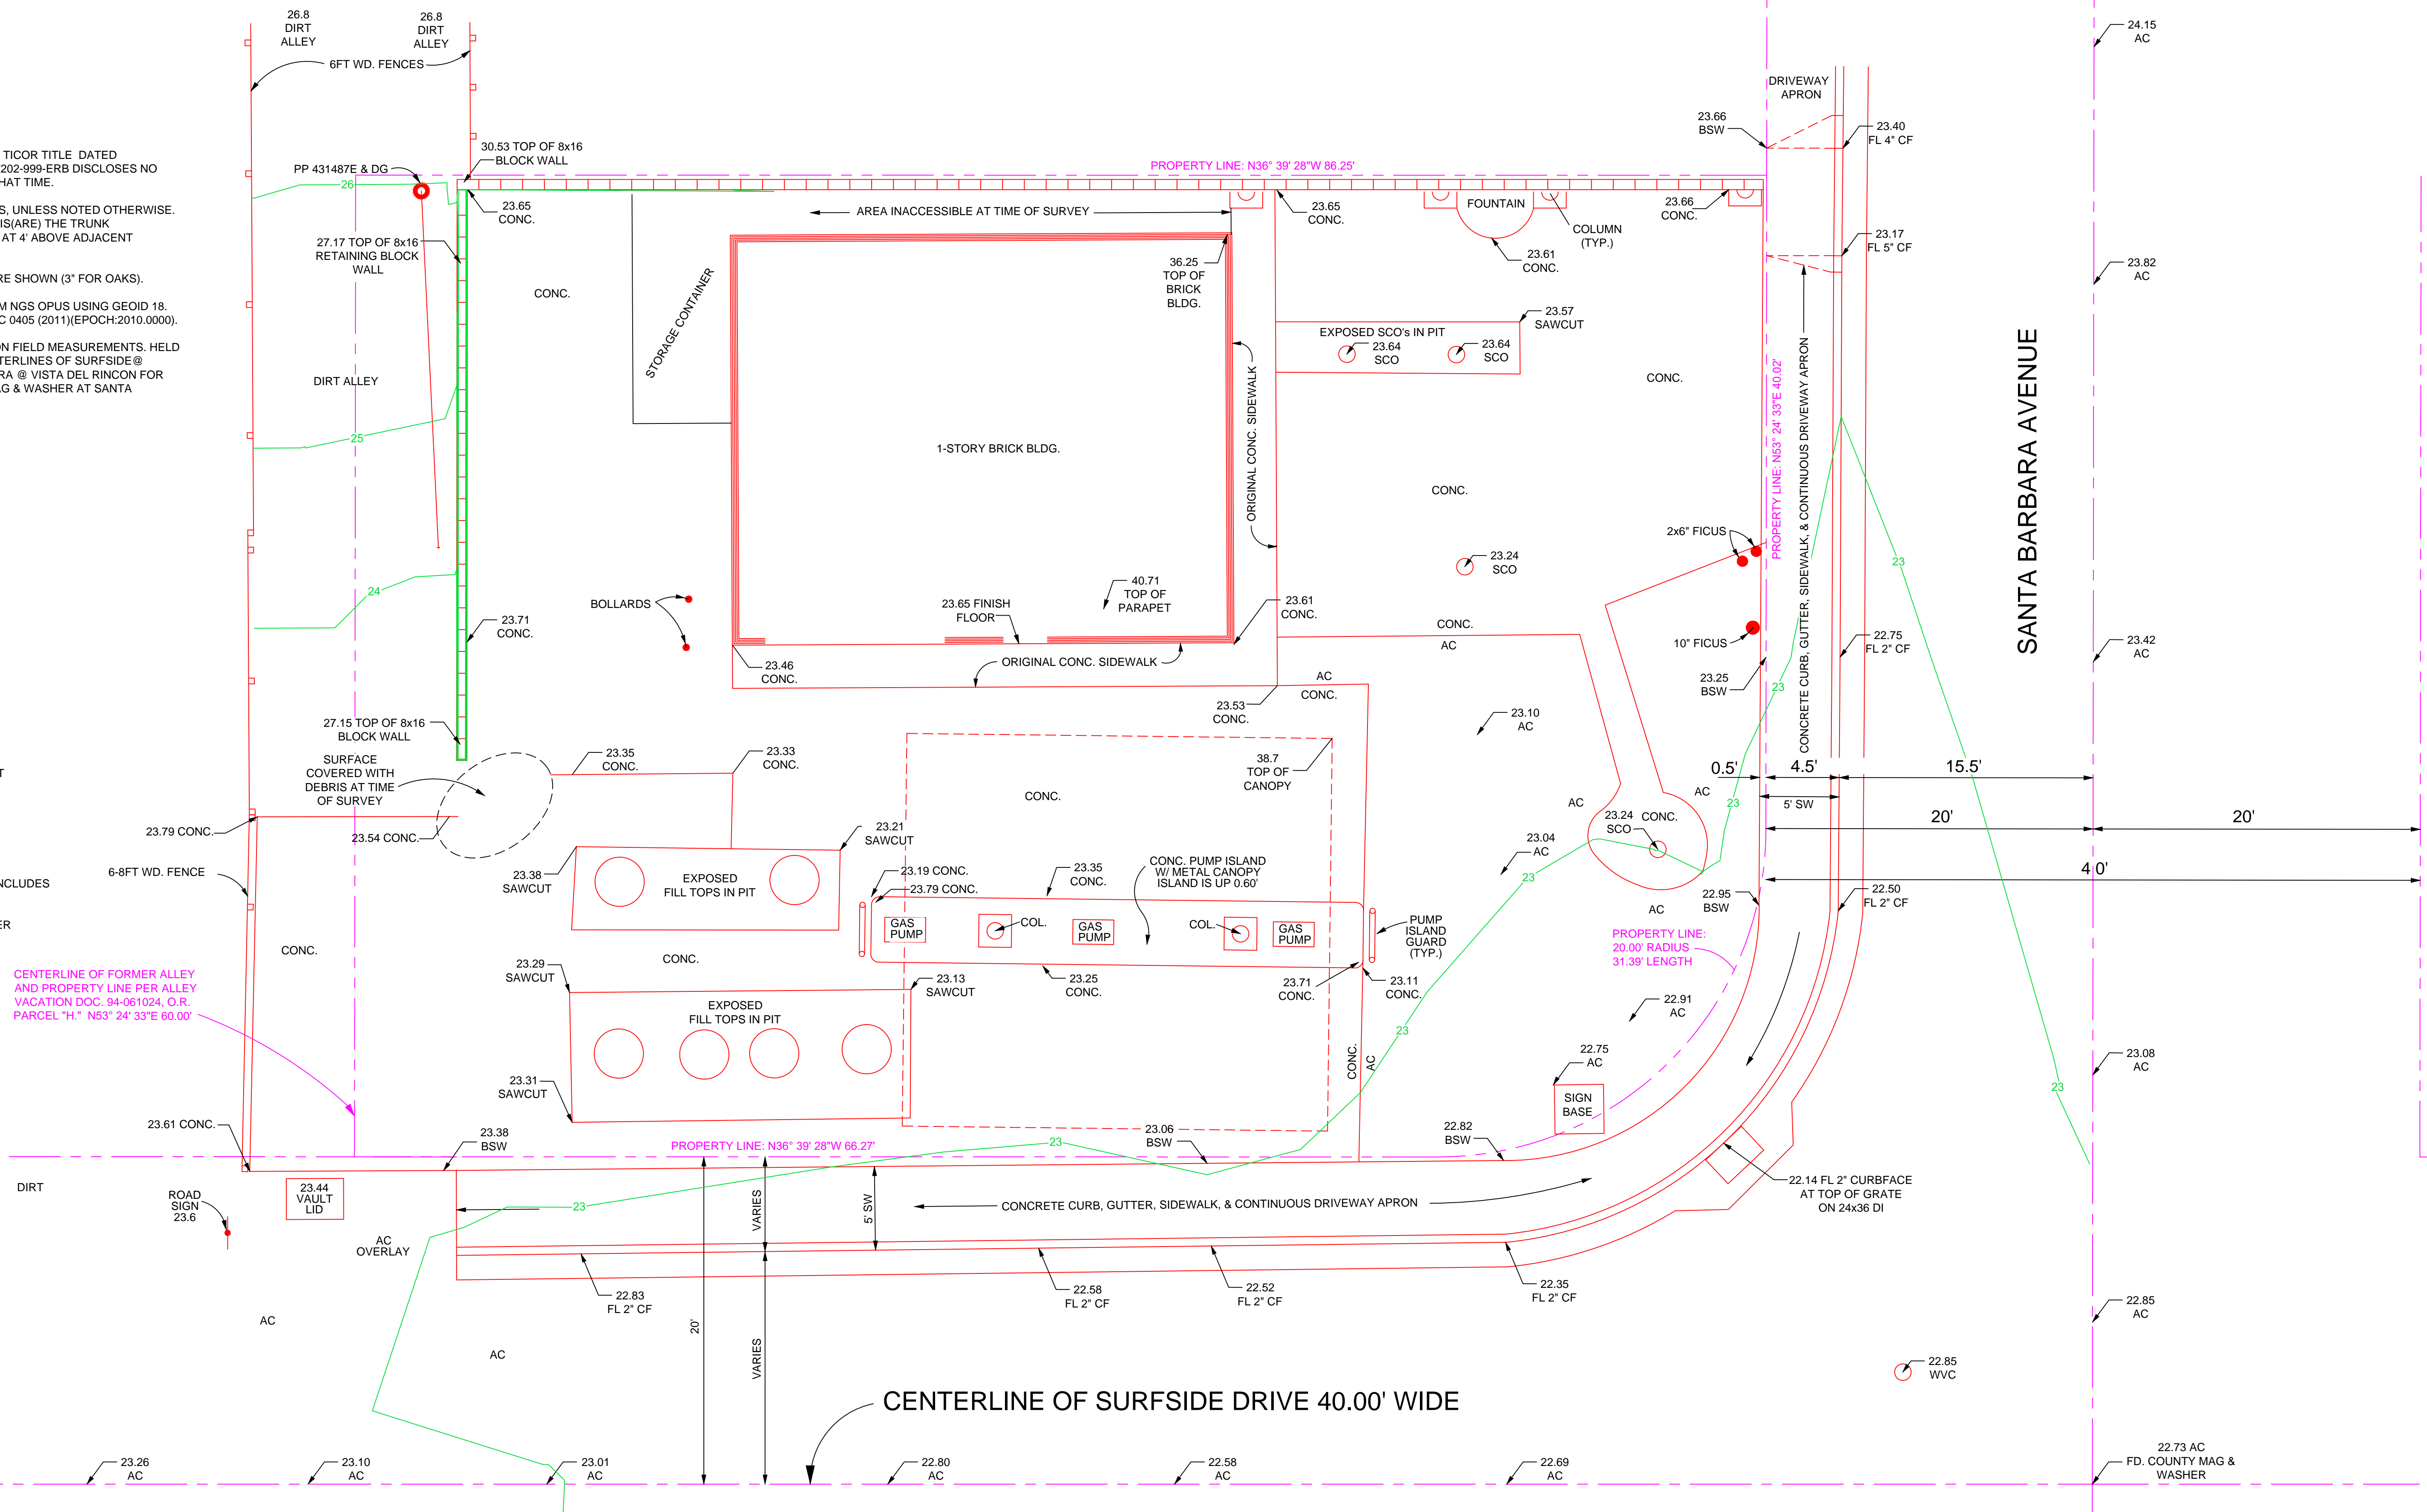 26.8
DIRT
ALLEY
26.8
DIRT
ALLEY
6FT WD. FENCES
TICOR TITLE DATED
202-999-ERB DISCLOSES NO
HAT TIME.
S, UNLESS NOTED OTHERWISE.
IS(ARE) THE TRUNK
AT 4' ABOVE ADJACENT
RE SHOWN (3" FOR OAKS).
M NGS OPUS USING GEOID 18.
C 0405 (2011)(EPOCH:2010.0000).
ON FIELD MEASUREMENTS. HELD
TERLINES OF SURFSIDE@
RA @ VISTA DEL RINCON FOR
AG & WASHER AT SANTA
T
NCLUDES
ER
PP 431487E & DG
26
30.53 TOP OF 8x16
BLOCK WALL
23.65
CONC.
27.17 TOP OF 8x16
RETAINING BLOCK
WALL
DIRT ALLEY
25
24
CONC.
STORAGE CONTAINER
AREA INACCESSIBLE AT TIME OF SURVEY
PROPERTY LINE: N36° 39' 28"W 86.25'
36.25
TOP OF
BRICK
BLDG.
1-STORY BRICK BLDG.
ORIGINAL CONC. SIDEWALK
23.65
CONC.
FOUNTAIN
COLUMN
(TYP.)
23.61
CONC.
23.66
CONC.
23.57
SAWCUT
EXPOSED SCO's IN PIT
23.64
SCO
23.64
SCO
CONC.
CONC.
23.24
SCO
23.66
BSW
DRIVEWAY
APRON
23.40
FL 4" CF
23.17
FL 5" CF
24.15
AC
23.82
AC
SANTA BARBARA AVENUE
PROPERTY LINE: N53° 24' 33"E 40.02'
CONCRETE CURB, GUTTER, SIDEWALK, & CONTINUOUS DRIVEWAY APRON
2x6" FICUS
10" FICUS
23.25
BSW
23
23
22.75
FL 2" CF
23.42
AC
BOLLARDS
23.71
CONC.
23.46
CONC.
23.65 FINISH
FLOOR
40.71
TOP OF
PARAPET
23.61
CONC.
ORIGINAL CONC. SIDEWALK
CONC.
AC
AC
CONC.
23.53
CONC.
23.10
AC
27.15 TOP OF 8x16
BLOCK WALL
SURFACE
COVERED WITH
DEBRIS AT TIME
OF SURVEY
23.35
CONC.
23.33
CONC.
38.7
TOP OF
CANOPY
CONC.
0.5'
4.5'
15.5'
5' SW
20'
20'
4 0'
23.79 CONC.
23.54 CONC.
6-8FT WD. FENCE
23.38
SAWCUT
EXPOSED
FILL TOPS IN PIT
23.21
SAWCUT
23.19 CONC.
23.79 CONC.
23.35
CONC.
CONC. PUMP ISLAND
W/ METAL CANOPY
ISLAND IS UP 0.60'
23.04
AC
AC
AC
23
23.24
SCO
CONC.
23
AC
22.95
BSW
22.50
FL 2" CF
GAS
PUMP
COL.
GAS
PUMP
COL.
GAS
PUMP
PUMP
ISLAND
GUARD
(TYP.)
CONC.
CONC.
PROPERTY LINE:
20.00' RADIUS
31.39' LENGTH
CENTERLINE OF FORMER ALLEY
AND PROPERTY LINE PER ALLEY
VACATION DOC. 94-061024, O.R.
PARCEL "H." N53° 24' 33"E 60.00'
23.29
SAWCUT
23.13
SAWCUT
23.25
CONC.
23.71
CONC.
23.11
CONC.
EXPOSED
FILL TOPS IN PIT
23
22.91
AC
22.75
AC
CONC.
AC
SIGN
BASE
23.08
AC
23
23.31
SAWCUT
23.61 CONC.
23.38
BSW
PROPERTY LINE: N36° 39' 28"W 66.27'
23
23.06
BSW
22.82
BSW
22.14 FL 2" CURBFACE
AT TOP OF GRATE
ON 24x36 DI
DIRT
ROAD
SIGN
23.6
23.44
VAULT
LID
AC
OVERLAY
23
VARIES
5' SW
CONCRETE CURB, GUTTER, SIDEWALK, & CONTINUOUS DRIVEWAY APRON
22.83
FL 2" CF
22.58
FL 2" CF
22.52
FL 2" CF
22.35
FL 2" CF
22.85
AC
AC
AC
20'
VARIES
22.85
WVC
CENTERLINE OF SURFSIDE DRIVE 40.00' WIDE
23.26
AC
23.10
AC
23.01
AC
22.80
AC
22.58
AC
22.69
AC
22.73 AC
FD. COUNTY MAG &
WASHER